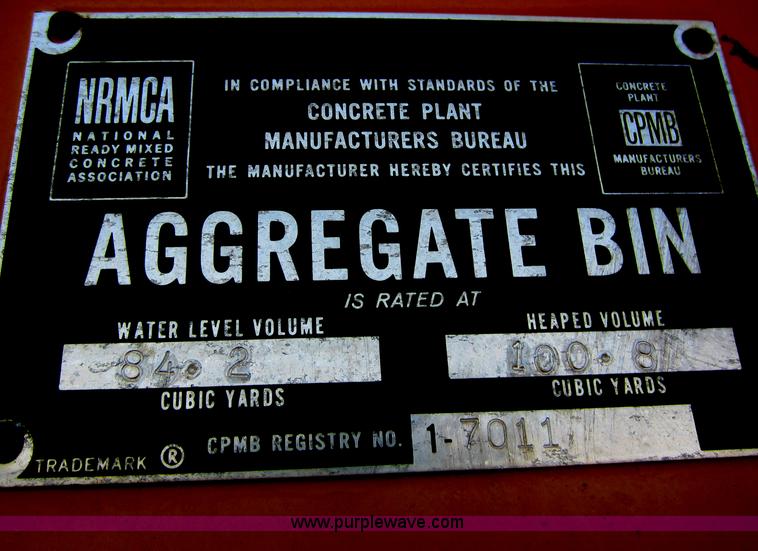 NRMCA
NATIONAL
READY MIXED
CONCRETE
ASSOCIATION
IN COMPLIANCE WITH STANDARDS OF THE
CONCRETE PLANT
MANUFACTURERS BUREAU
THE MANUFACTURER HEREBY CERTIFIES THIS
CONCRETE
PLANT
CPMB
MANUFACTURERS
BUREAU
AGGREGATE BIN
IS RATED AT
WATER LEVEL VOLUME
84.2
CUBIC YARDS
HEAPED VOLUME
100.8
CUBIC YARDS
CPMB REGISTRY NO. 1-7011
TRADEMARK ®
www.purplewave.com